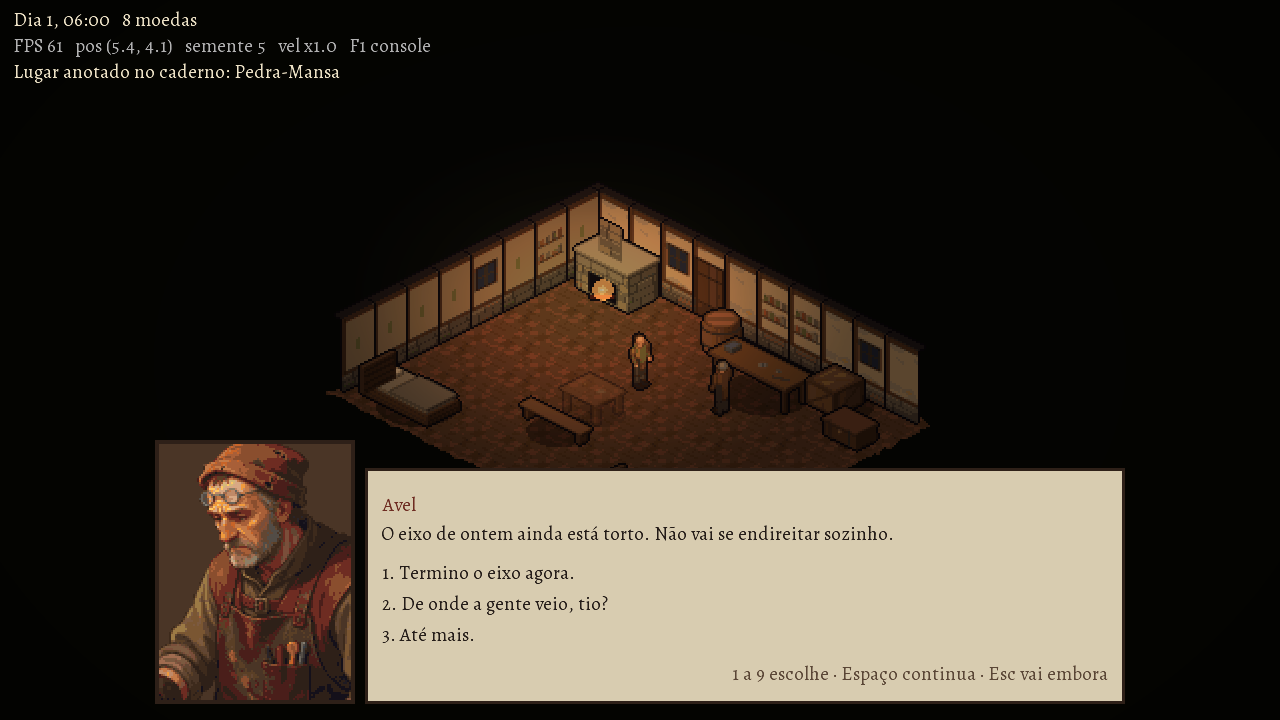 Dia 1, 06:00 8 moedas
FPS 61 pos (5.4, 4.1) semente 5 vel x1.0 F1 console
Lugar anotado no caderno: Pedra-Mansa
Avel
O eixo de ontem ainda está torto. Não vai se endireitar sozinho.
1. Termino o eixo agora.
2. De onde a gente veio, tio?
3. Até mais.
1 a 9 escolhe · Espaço continua · Esc vai embora